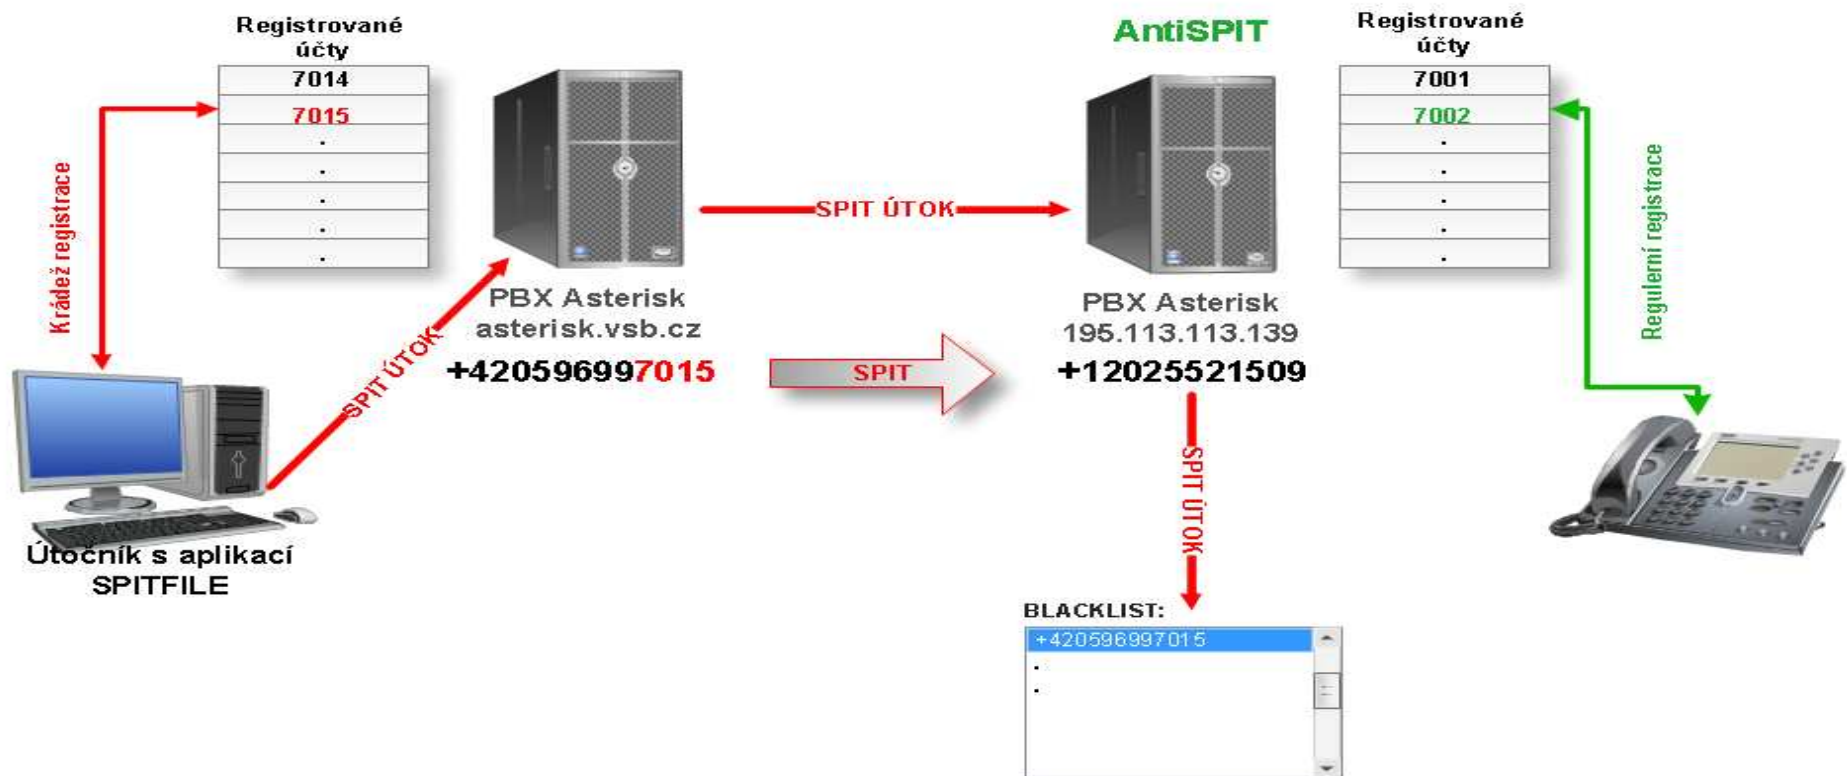 Registrované
účty
7014
7015
.
.
.
.
.
Krádež registrace
Útočník s aplikací
SPITFILE
SPIT ÚTOK
PBX Asterisk
asterisk.vsb.cz
+420596997015
SPIT ÚTOK
SPIT
AntiSPIT
PBX Asterisk
195.113.113.139
+12025521509
Registrované
účty
7001
7002
.
.
.
.
.
Regulerní registrace
SPIT ÚTOK
BLACKLIST:
+420596997015
.
.